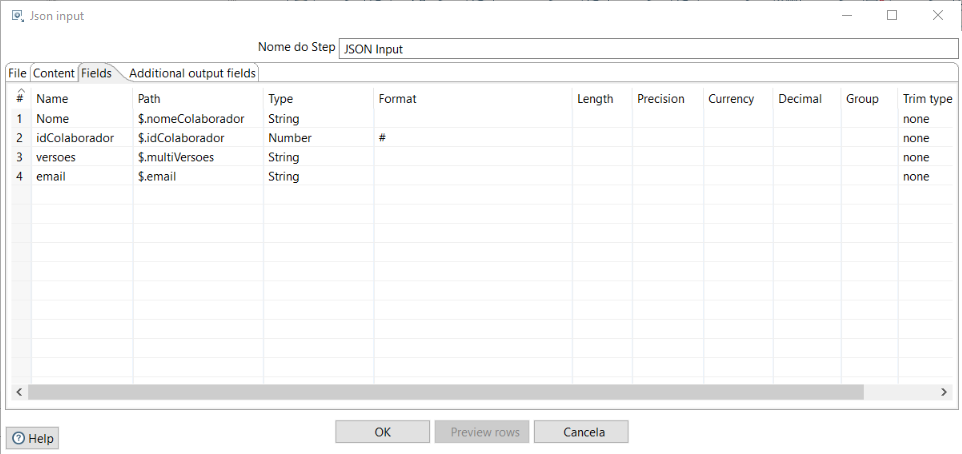 Json input
Nome do Step JSON Input
File Content Fields Additional output fields
# Name Path Type Format Length Precision Currency Decimal Group Trim type
1 Nome $.nomeColaborador String none
2 idColaborador $.idColaborador Number # none
3 versoes $.multiVersoes String none
4 email $.email String none
Help OK Preview rows Cancela